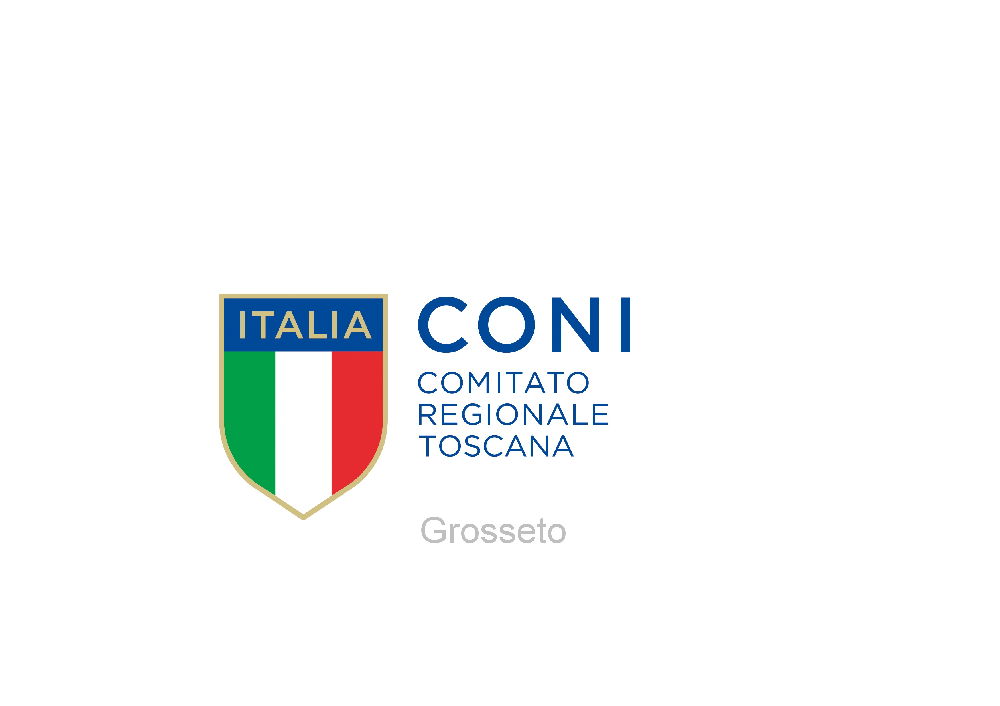 ITALIA
CONI
COMITATO
REGIONALE
TOSCANA
Grosseto